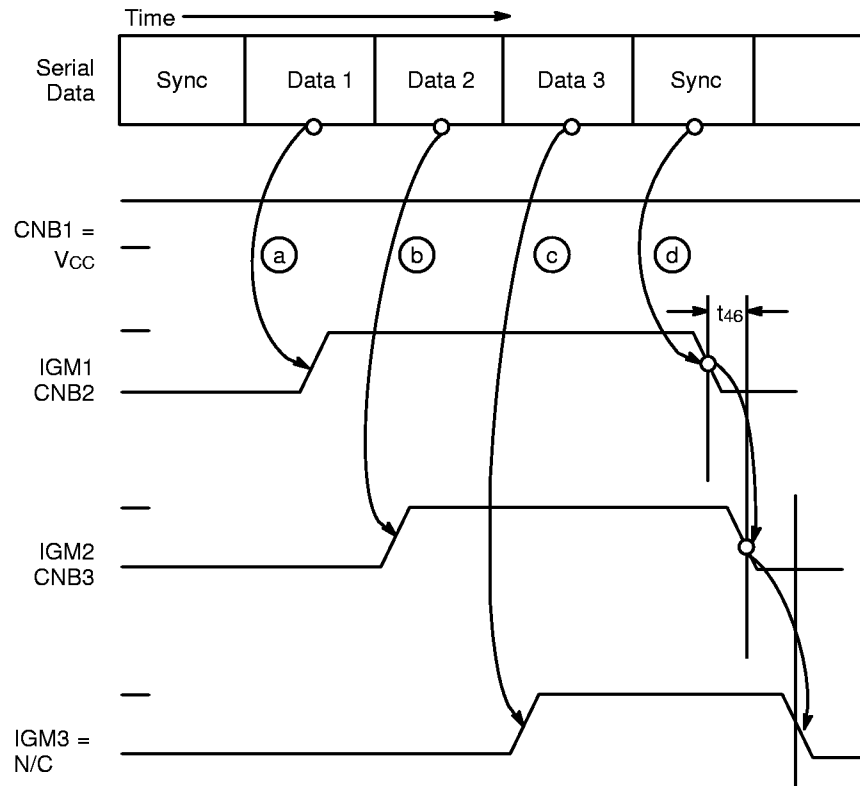 Time
Serial
Data
Sync
Data 1
Data 2
Data 3
Sync
CNB1 =
VCC
a
b
c
d
t46
IGM1
CNB2
IGM2
CNB3
IGM3 =
N/C